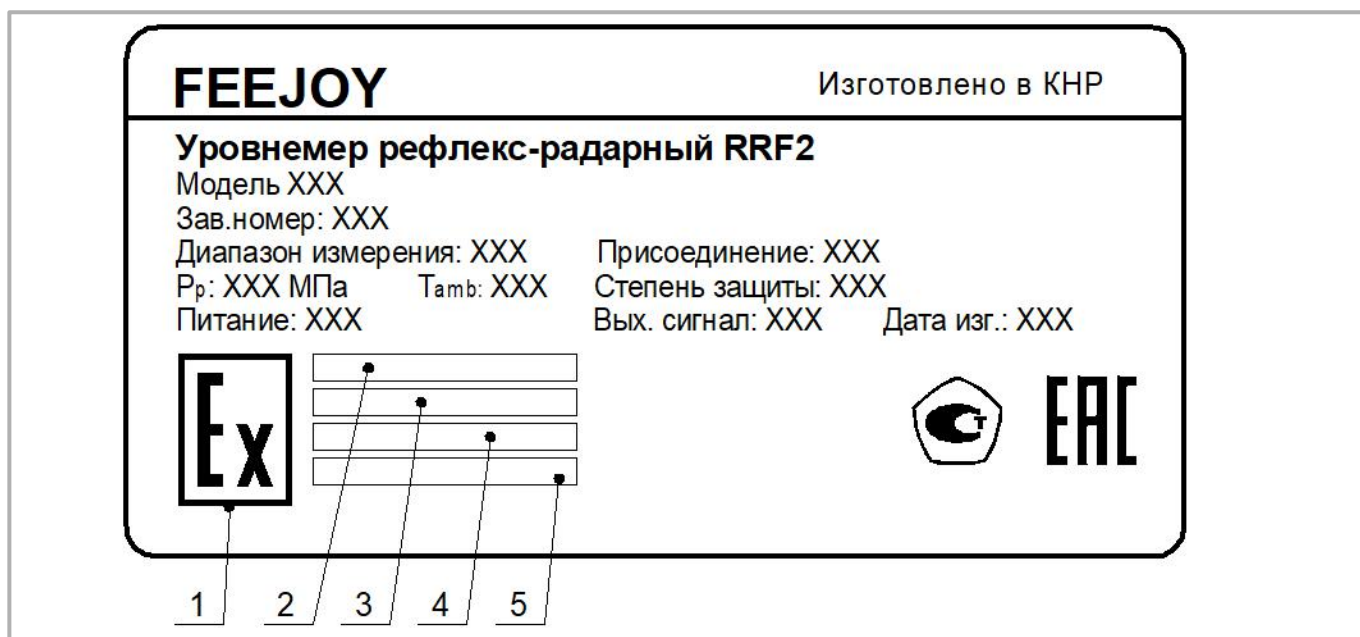 FEEJOY
Изготовлено в КНР
Уровнемер рефлекс-радарный RRF2
Модель XXX
Зав.номер: XXX
Диапазон измерения: XXX Присоединение: XXX
Pp: XXX МПа Tamb: XXX Степень защиты: XXX
Питание: XXX Вых. сигнал: XXX Дата изг.: XXX
Ex
С Т
EAC
1 2 3 4 5